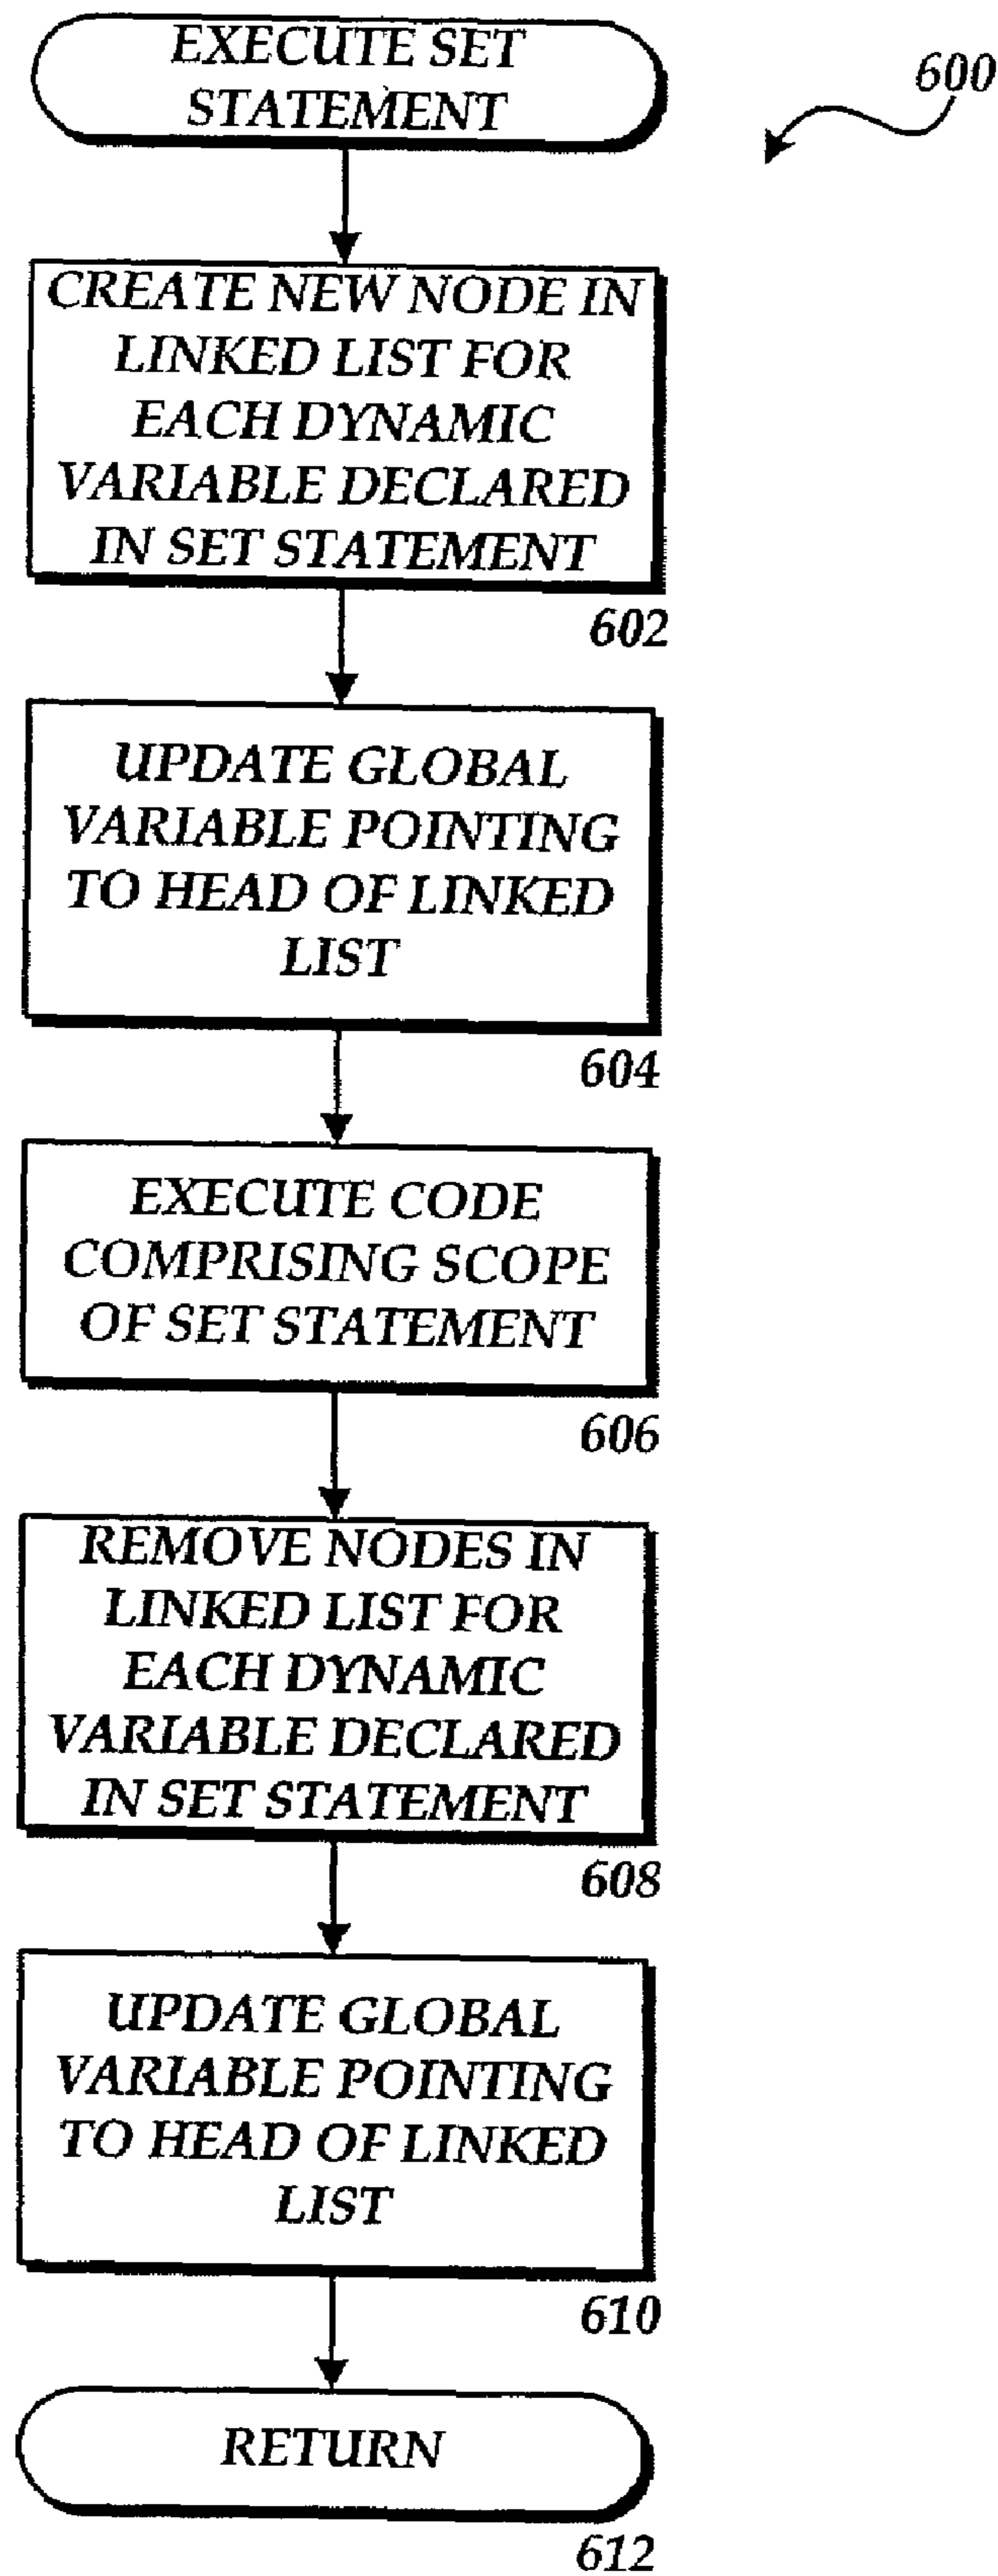 EXECUTE SET
STATEMENT
600
CREATE NEW NODE IN
LINKED LIST FOR
EACH DYNAMIC
VARIABLE DECLARED
IN SET STATEMENT
602
UPDATE GLOBAL
VARIABLE POINTING
TO HEAD OF LINKED
LIST
604
EXECUTE CODE
COMPRISING SCOPE
OF SET STATEMENT
606
REMOVE NODES IN
LINKED LIST FOR
EACH DYNAMIC
VARIABLE DECLARED
IN SET STATEMENT
608
UPDATE GLOBAL
VARIABLE POINTING
TO HEAD OF LINKED
LIST
610
RETURN
612